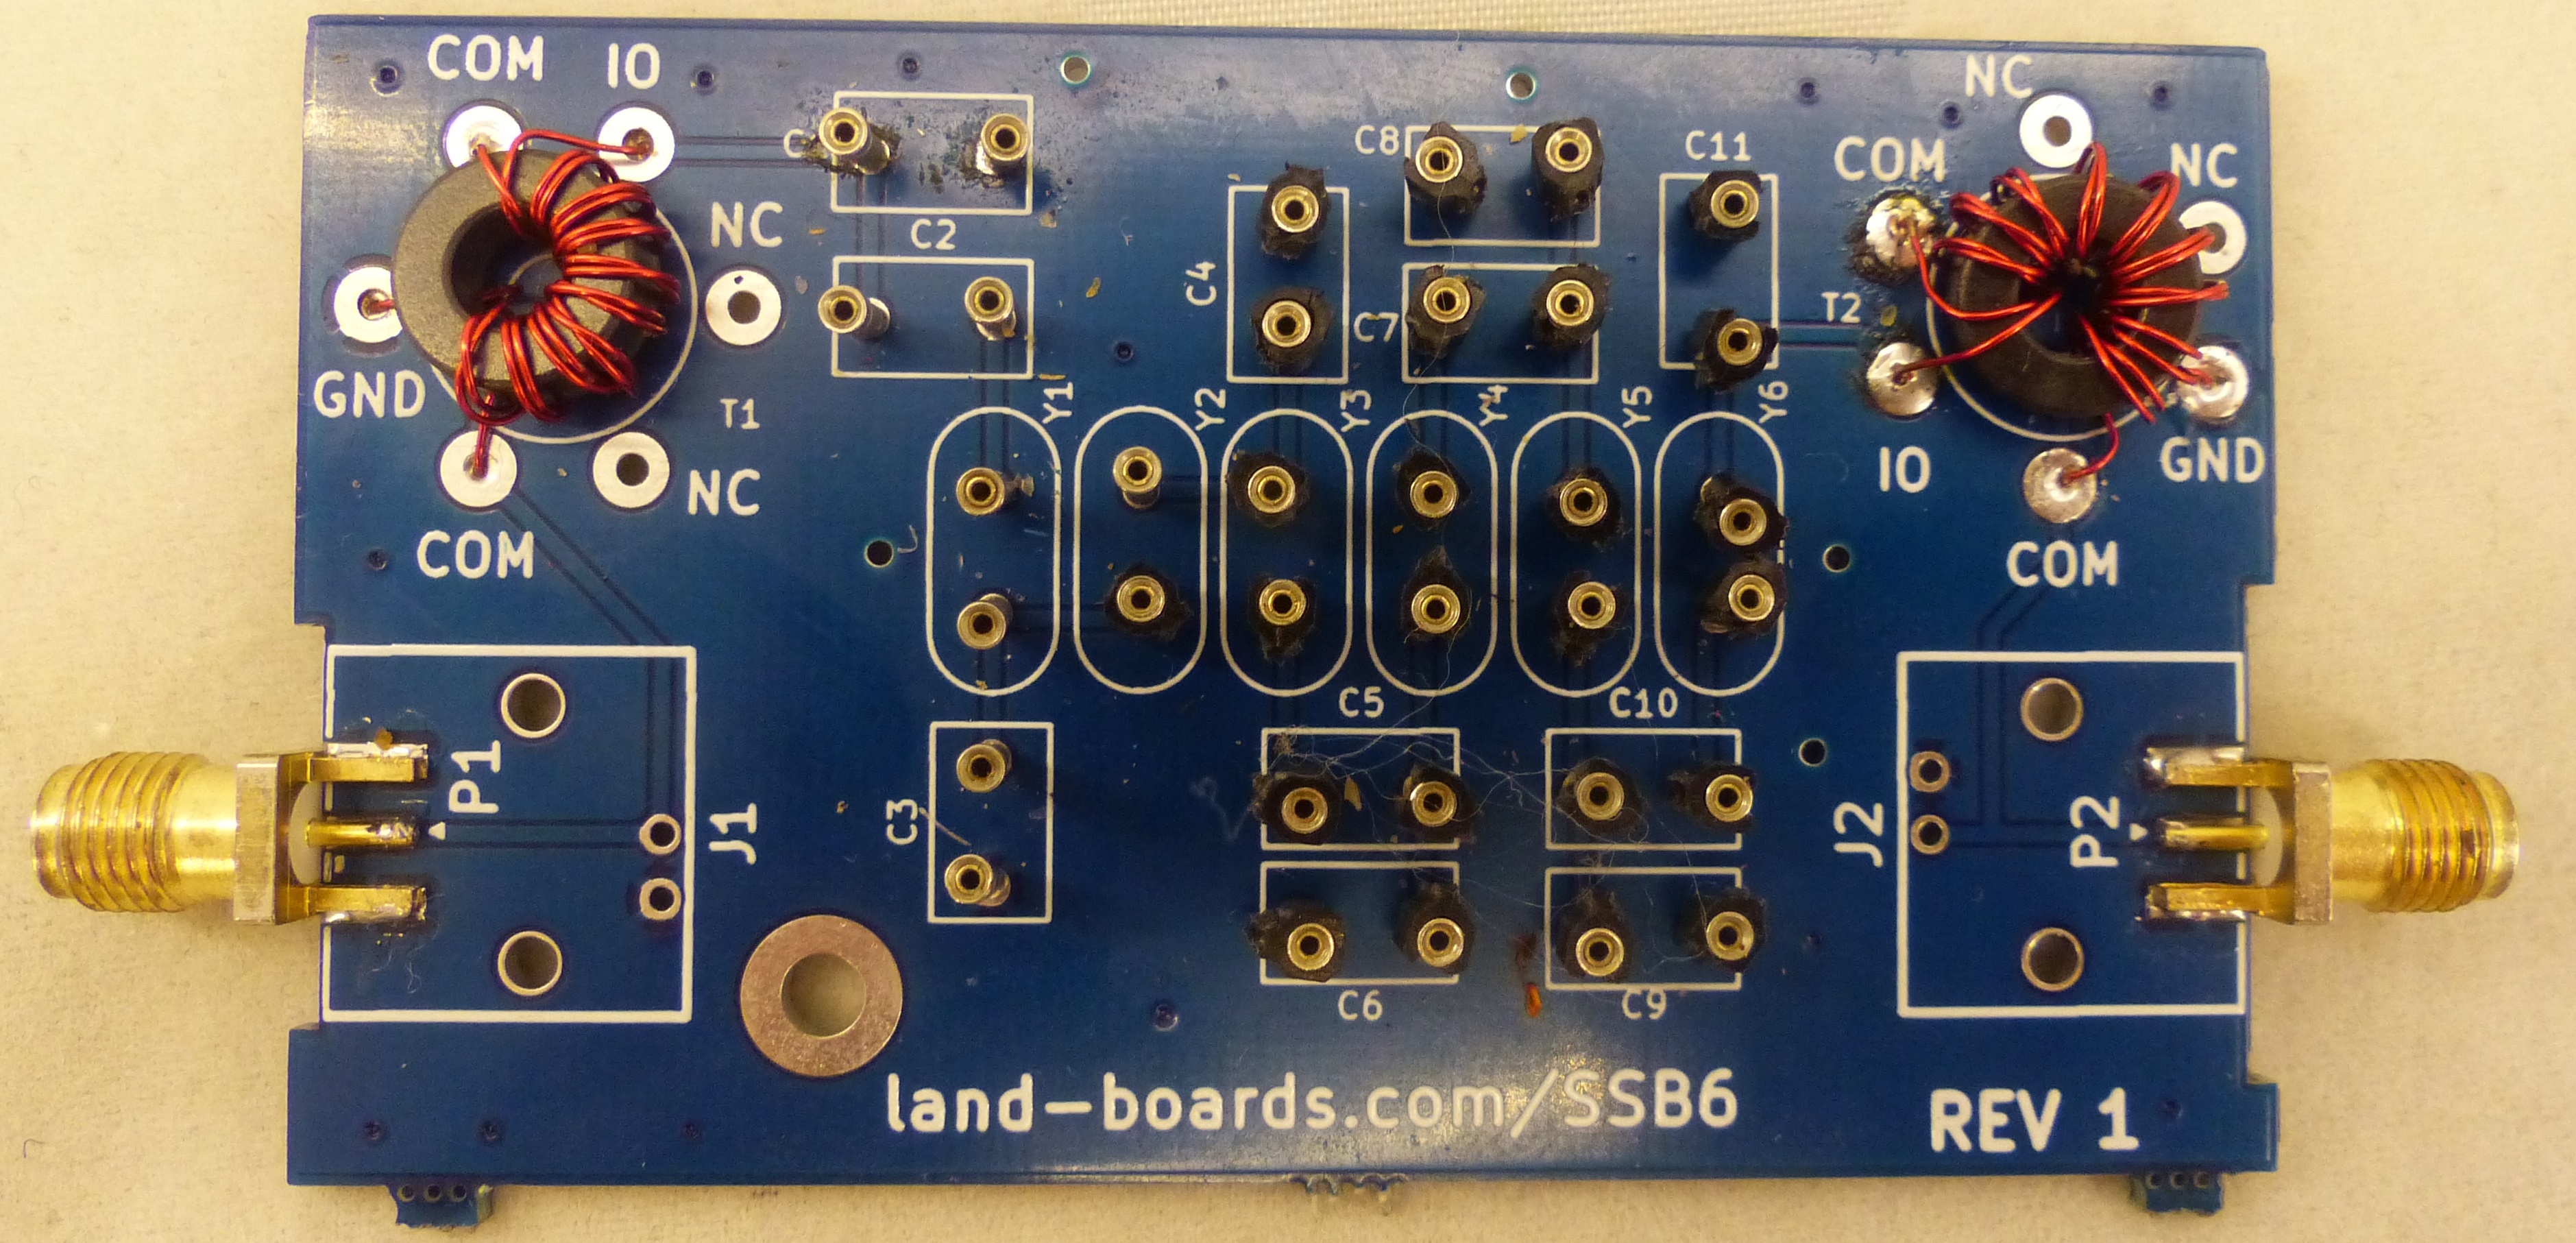 COM IO
NC
C8
C11
COM
NC
NC
C2
C4
C7
T2
GND
T1
Y1
Y2
Y3
Y4
Y5
Y6
NC
IO
GND
COM
COM
C5
C10
P1
J1
C3
J2
P2
C6
C9
land-boards.com/SSB6
REV 1